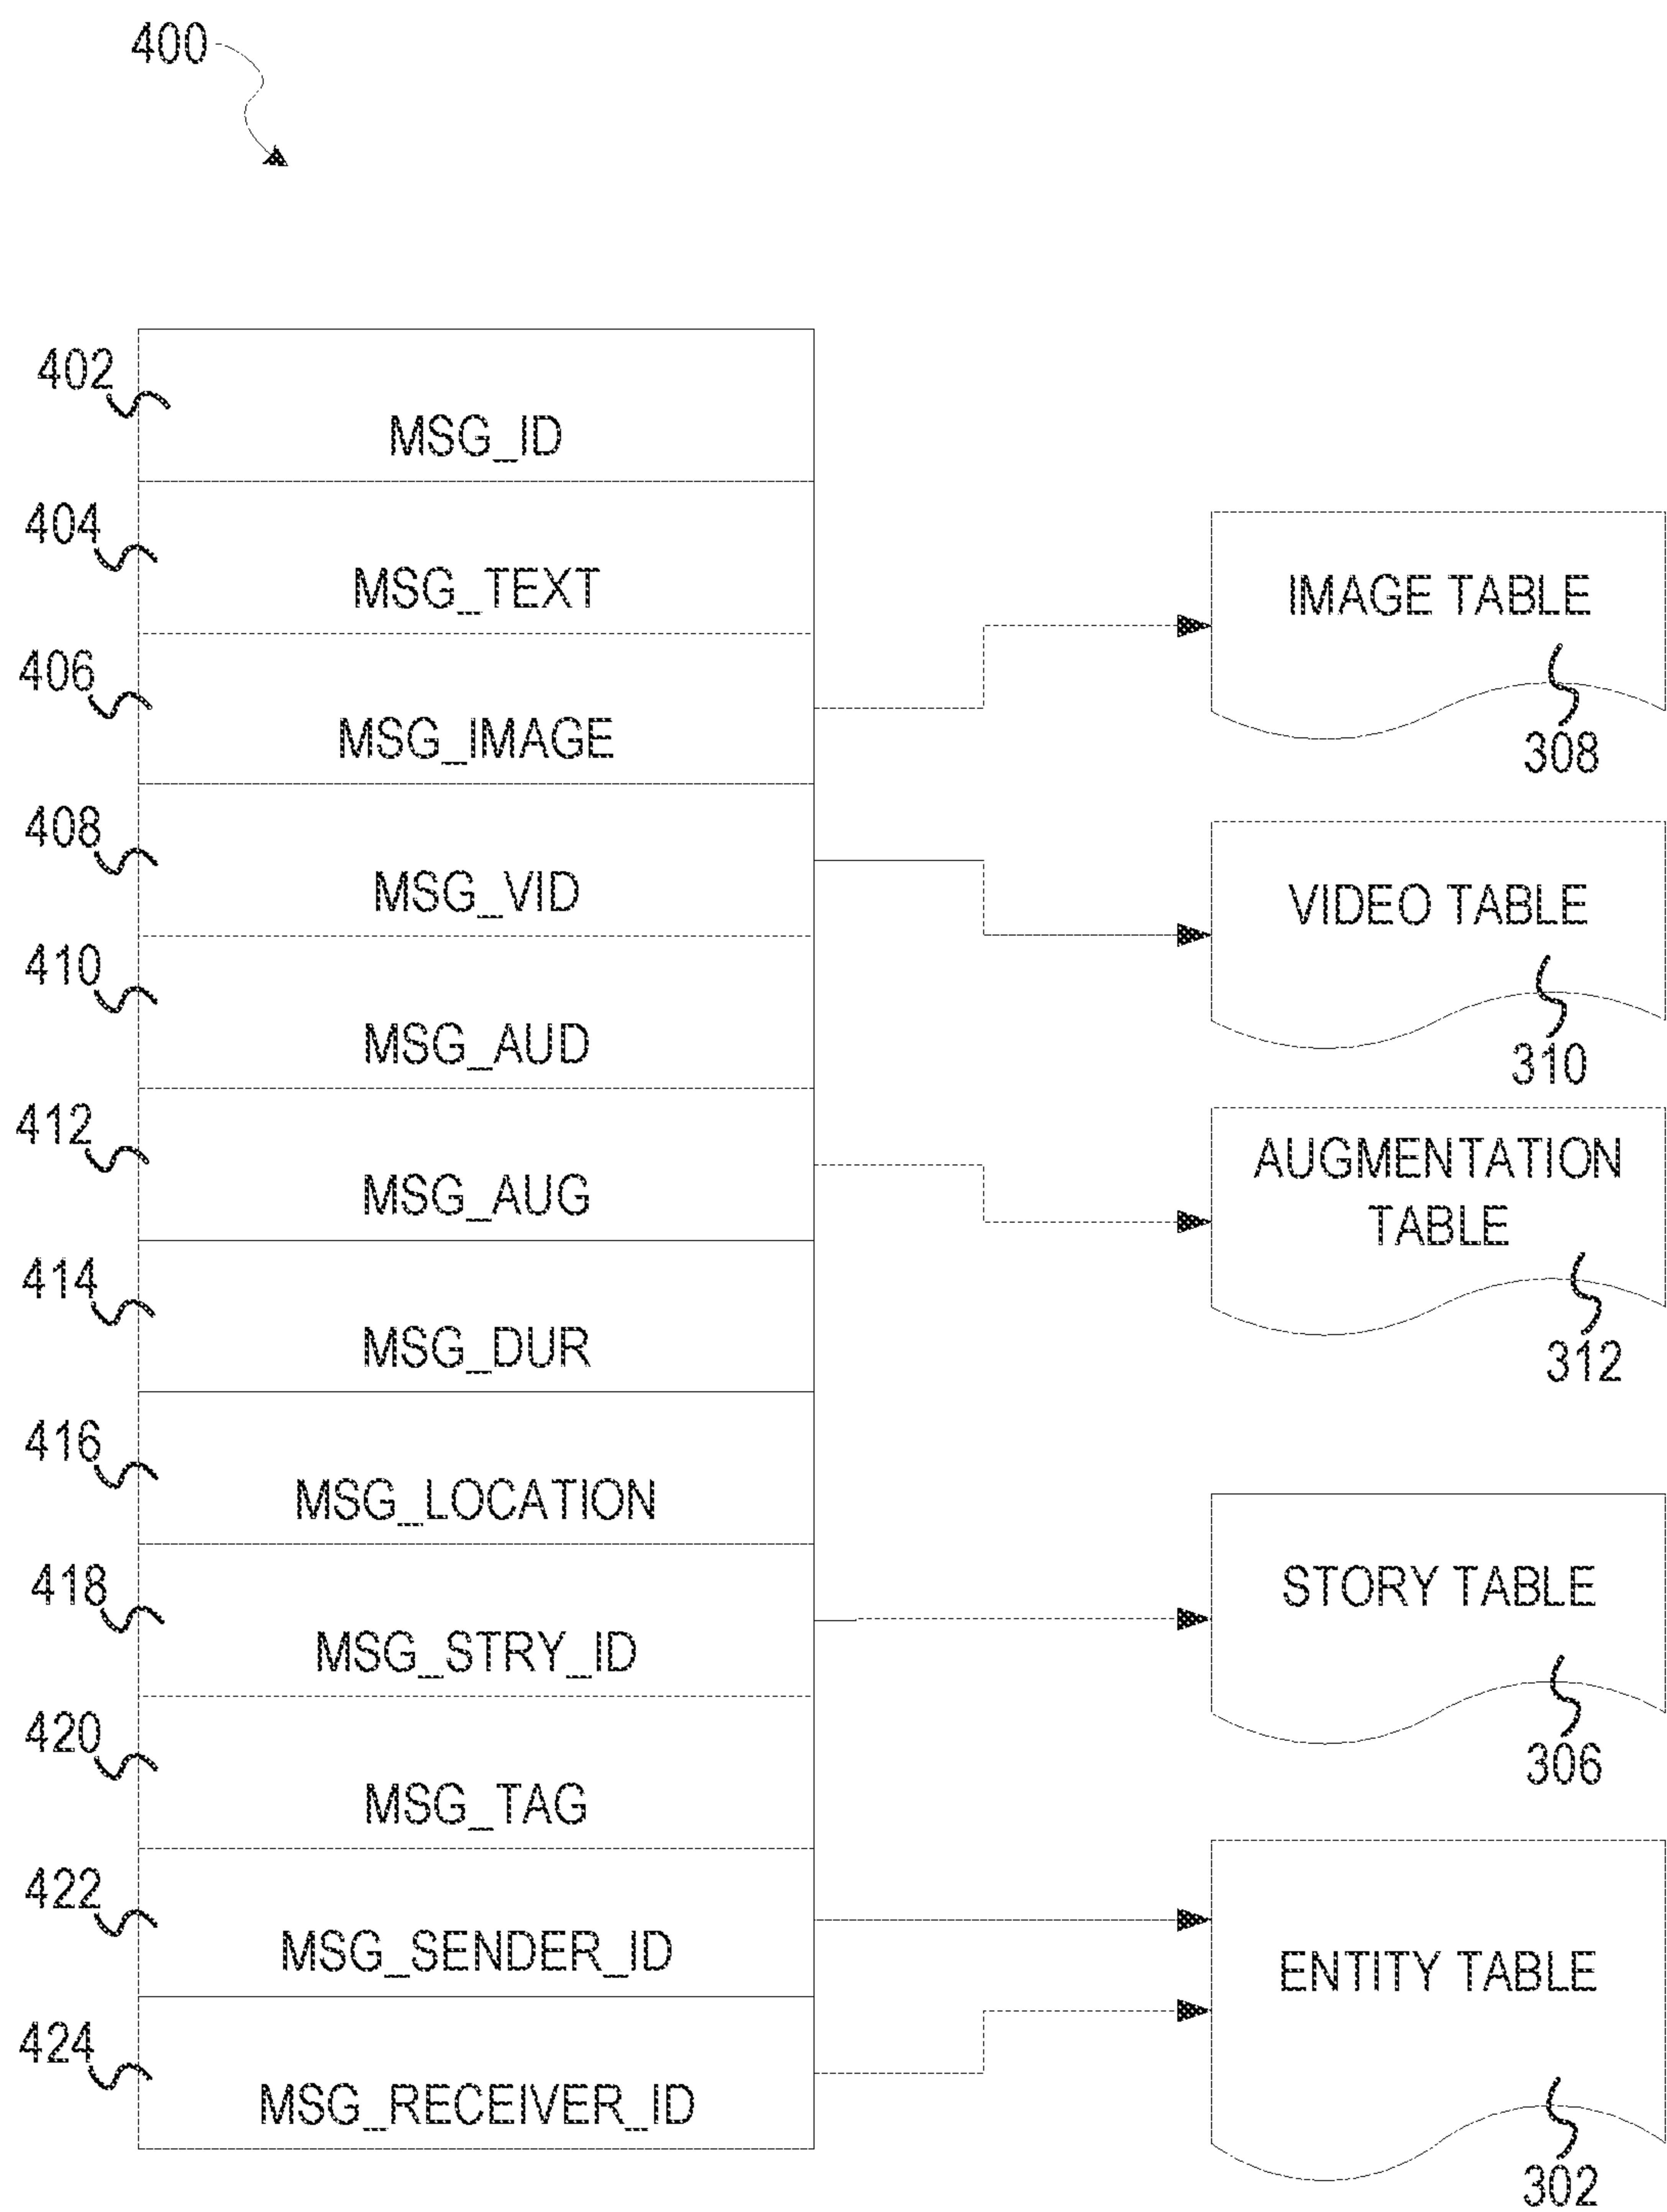 400
402
MSG_ID
404
MSG_TEXT
406
MSG_IMAGE
408
MSG_VID
410
MSG_AUD
412
MSG_AUG
414
MSG_DUR
416
MSG_LOCATION
418
MSG_STRY_ID
420
MSG_TAG
422
MSG_SENDER_ID
424
MSG_RECEIVER_ID
IMAGE TABLE
308
VIDEO TABLE
310
AUGMENTATION
TABLE
312
STORY TABLE
306
ENTITY TABLE
302